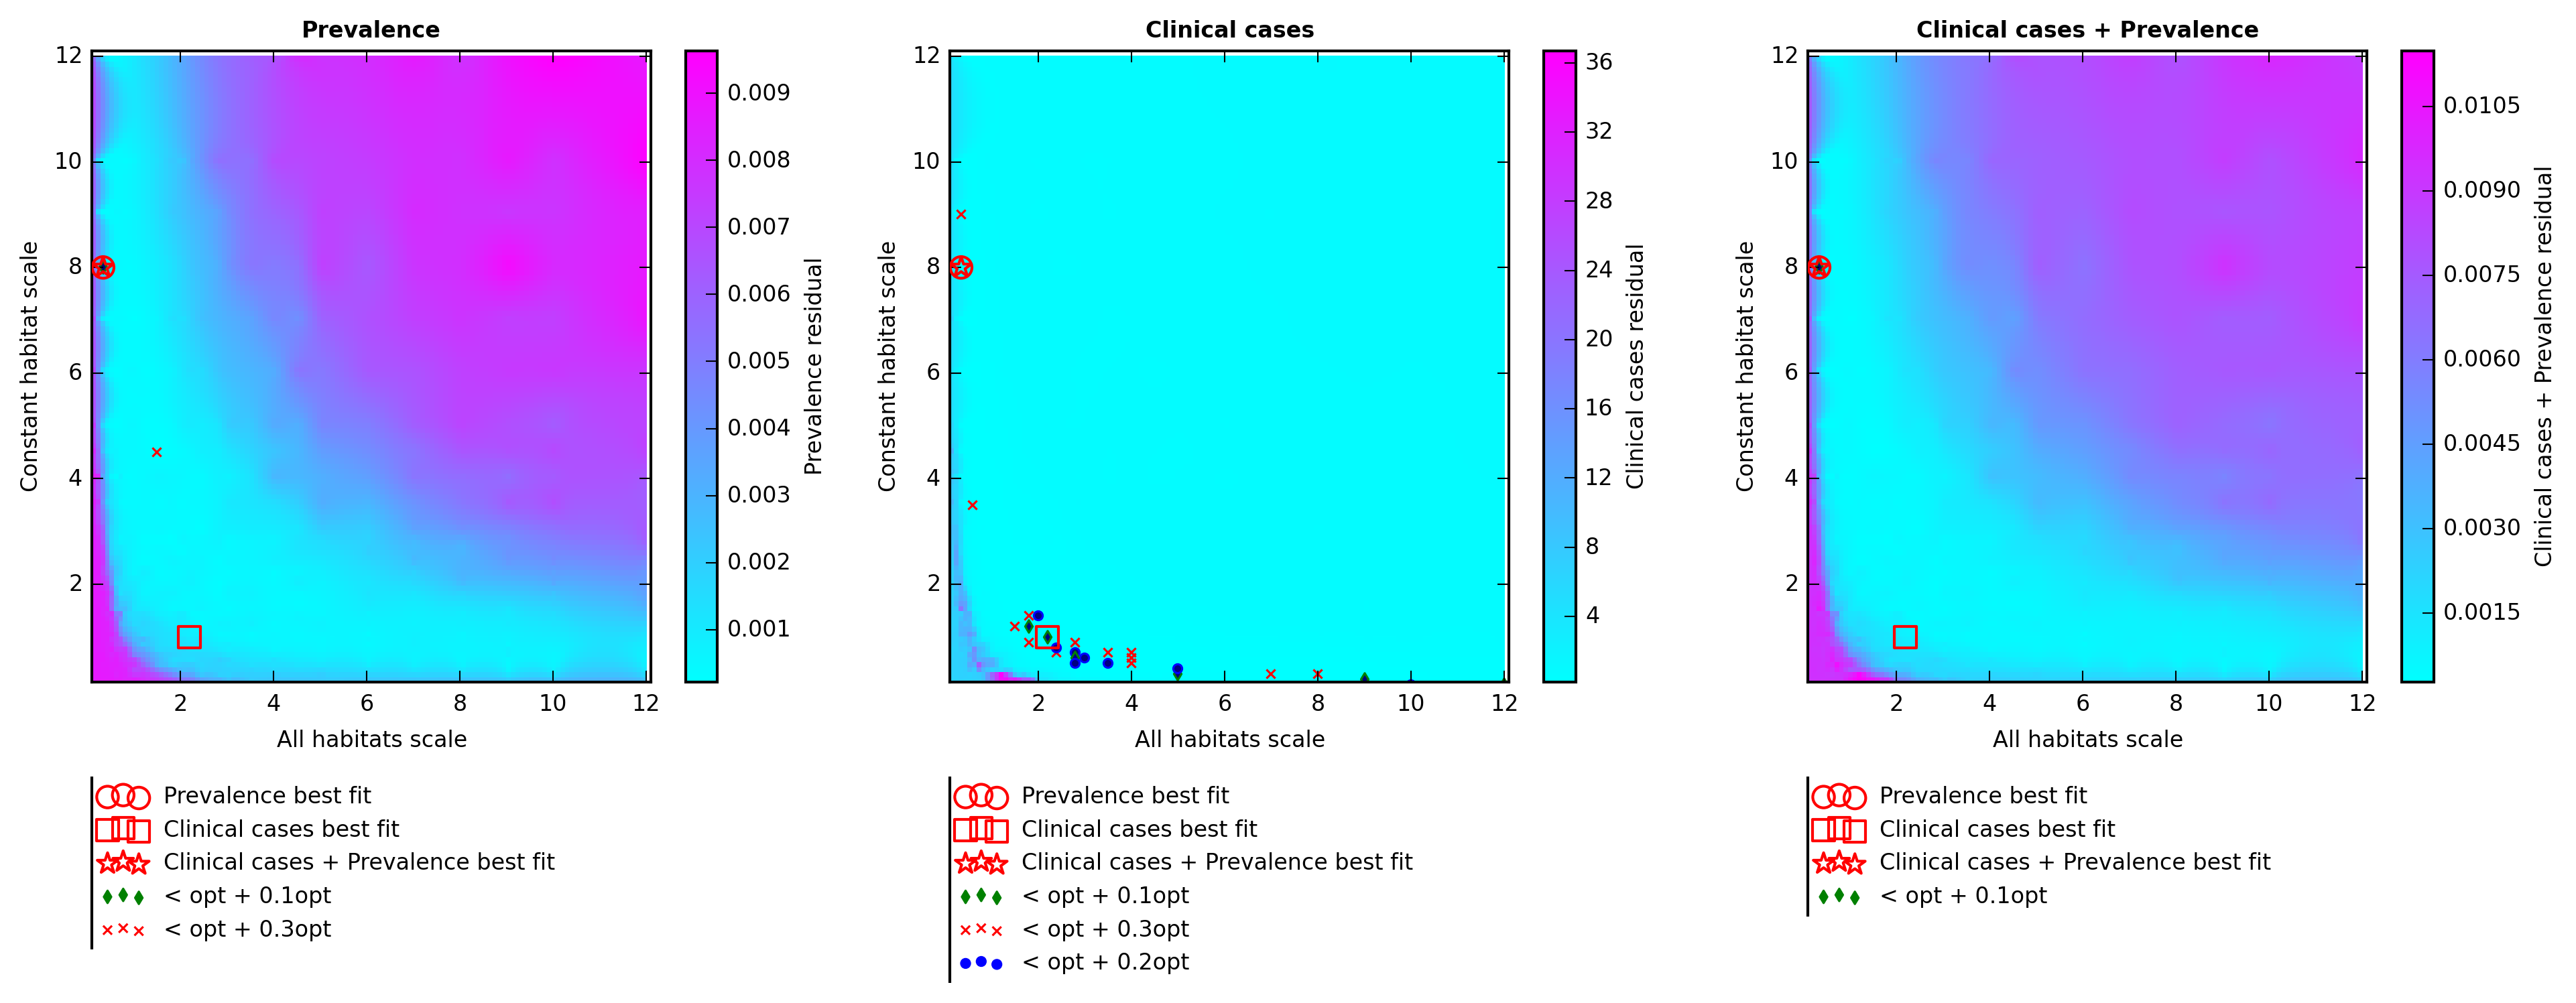 Prevalence
12
10
8
6
4
2
2 4 6 8 10 12
Constant habitat scale
All habitats scale
0.009
0.008
0.007
0.006
0.005
0.004
0.003
0.002
0.001
Prevalence residual
Prevalence best fit
Clinical cases best fit
Clinical cases + Prevalence best fit
< opt + 0.1opt
< opt + 0.3opt
Clinical cases
12
10
8
6
4
2
2 4 6 8 10 12
Constant habitat scale
All habitats scale
36
32
28
24
20
16
12
8
4
Clinical cases residual
Prevalence best fit
Clinical cases best fit
Clinical cases + Prevalence best fit
< opt + 0.1opt
< opt + 0.3opt
< opt + 0.2opt
Clinical cases + Prevalence
12
10
8
6
4
2
2 4 6 8 10 12
Constant habitat scale
All habitats scale
0.0105
0.0090
0.0075
0.0060
0.0045
0.0030
0.0015
Clinical cases + Prevalence residual
Prevalence best fit
Clinical cases best fit
Clinical cases + Prevalence best fit
< opt + 0.1opt